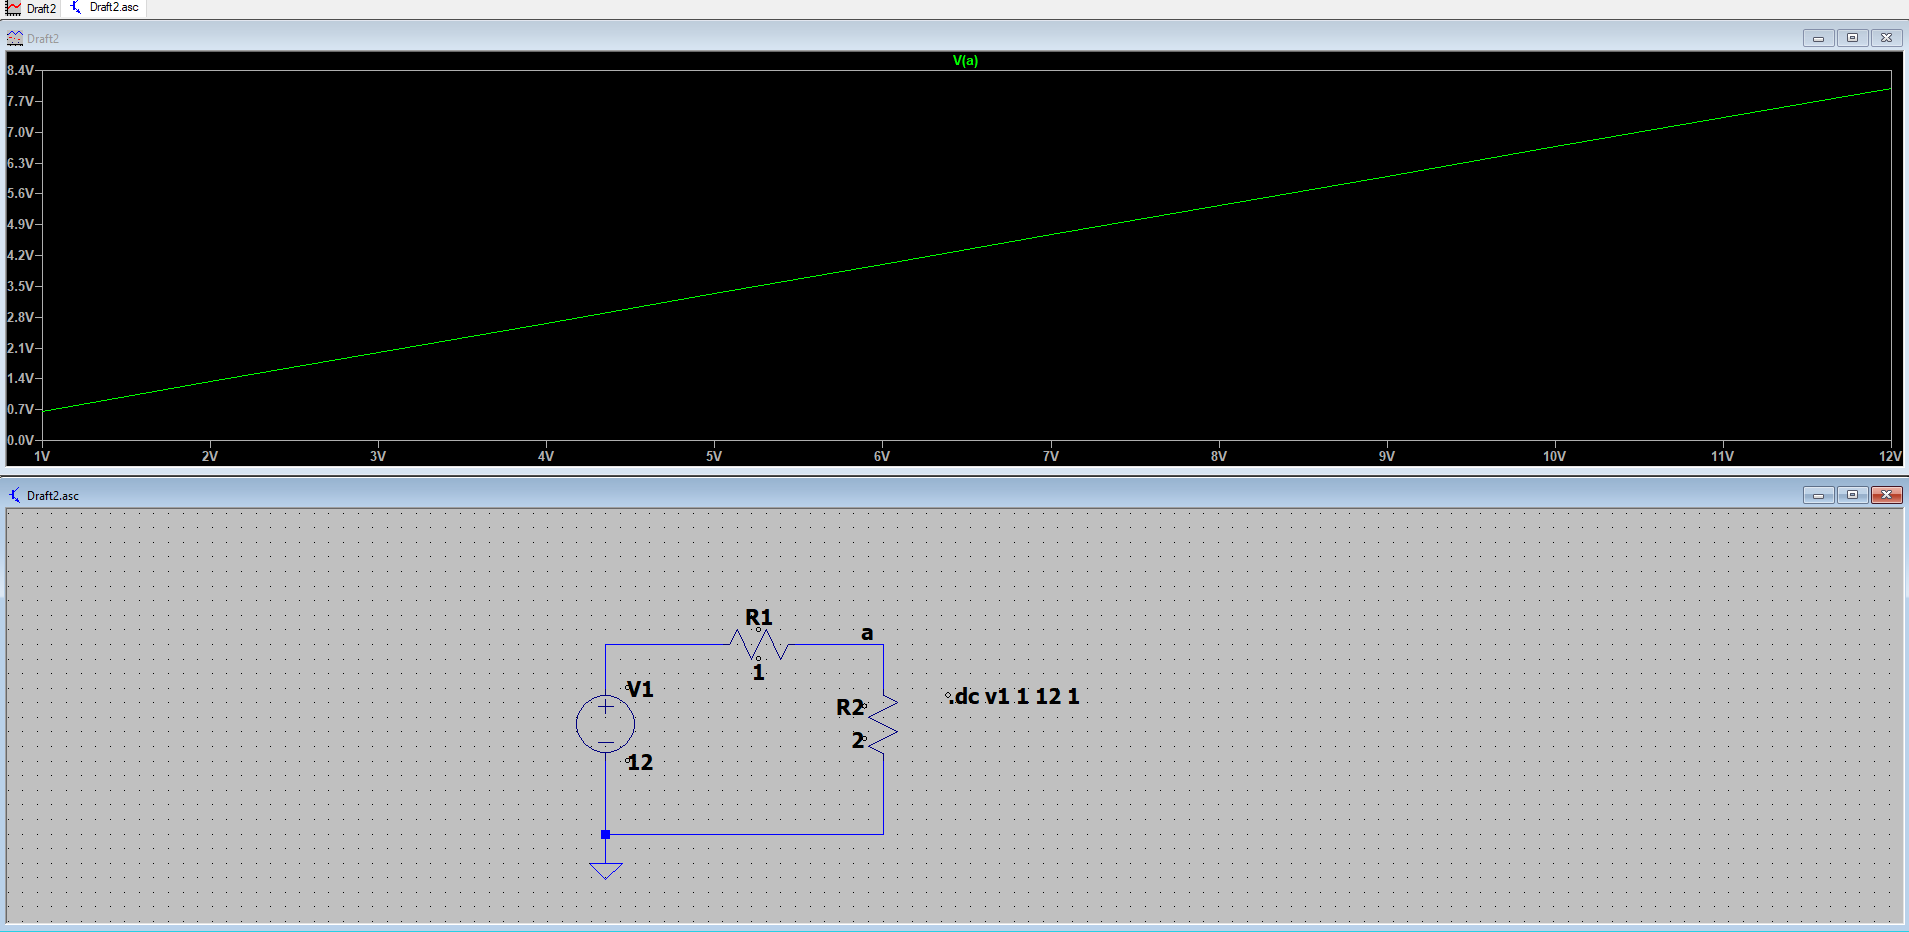 Draft2
Draft2.asc
Draft2
V(a)
8.4V
7.7V
7.0V
6.3V
5.6V
4.9V
4.2V
3.5V
2.8V
2.1V
1.4V
0.7V
0.0V
1V 2V 3V 4V 5V 6V 7V 8V 9V 10V 11V 12V
Draft2.asc
R1
a
1
V1
.dc v1 1 12 1
R2
2
12